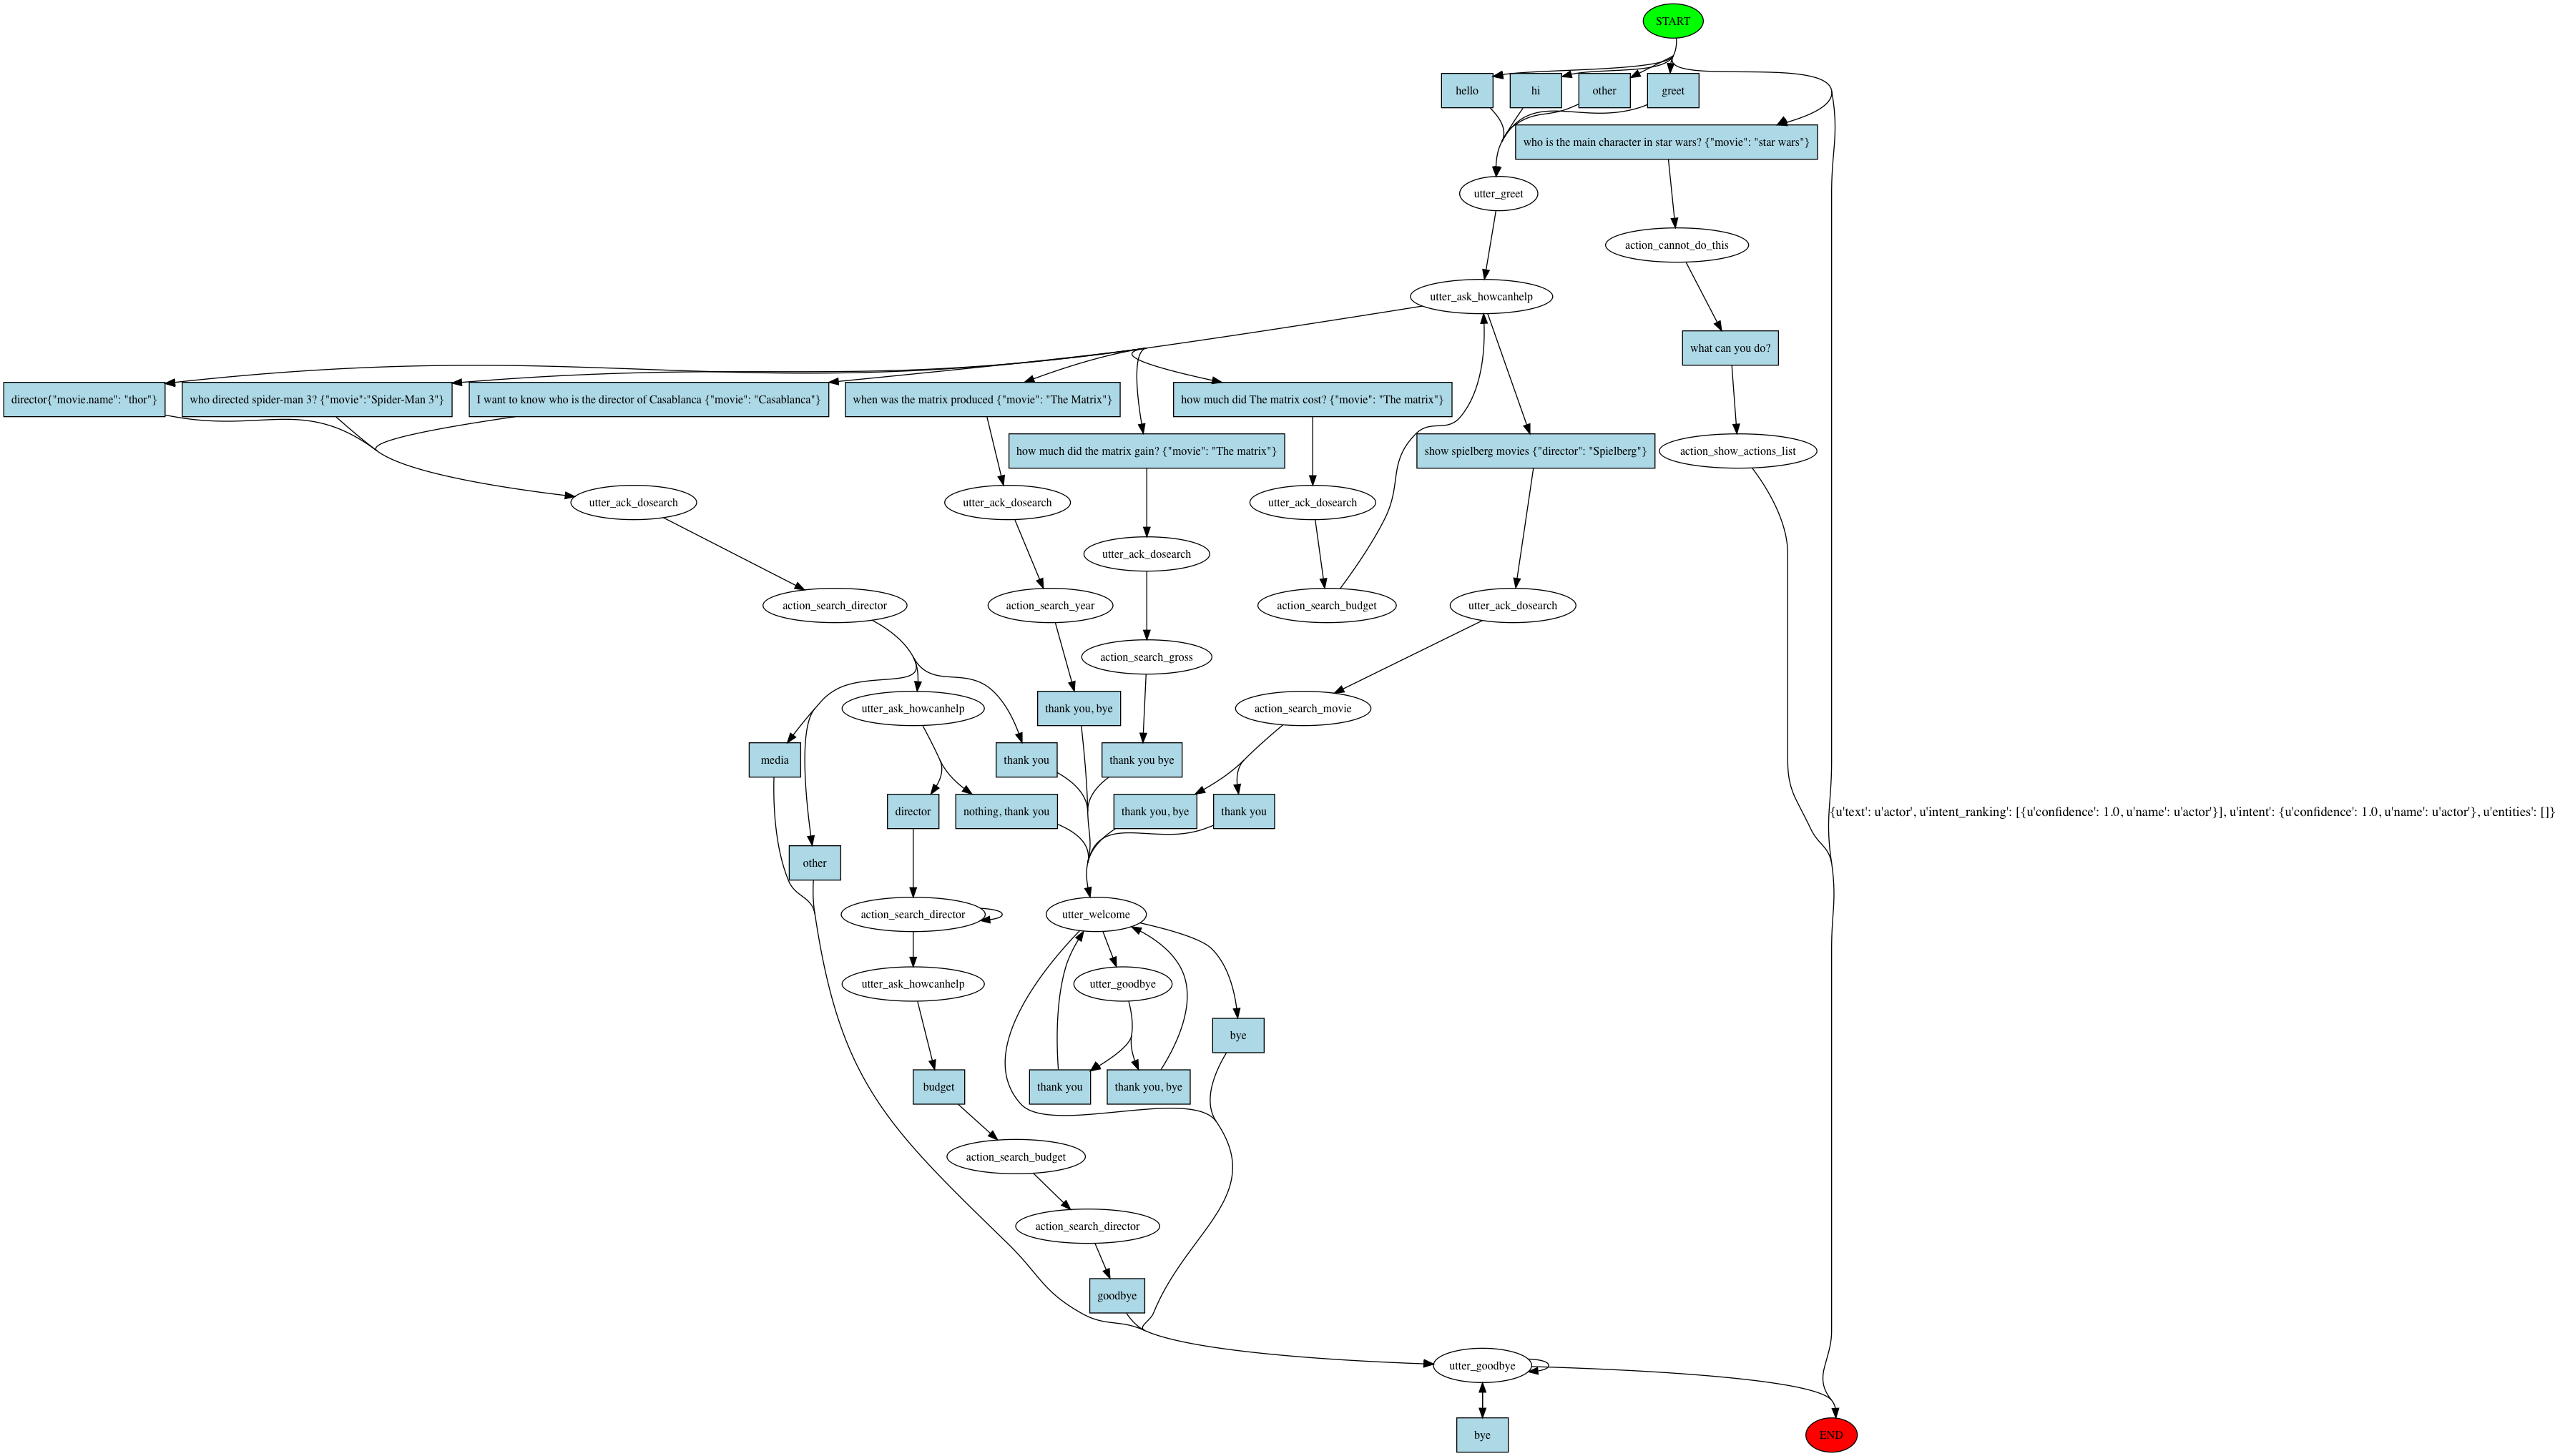 START
hello
hi
other
greet
who is the main character in star wars? {"movie": "star wars"}
utter_greet
action_cannot_do_this
utter_ask_howcanhelp
what can you do?
director{"movie.name": "thor"}
who directed spider-man 3? {"movie":"Spider-Man 3"}
I want to know who is the director of Casablanca {"movie": "Casablanca"}
when was the matrix produced {"movie": "The Matrix"}
how much did The matrix cost? {"movie": "The matrix"}
how much did the matrix gain? {"movie": "The matrix"}
show spielberg movies {"director": "Spielberg"}
action_show_actions_list
utter_ack_dosearch
utter_ack_dosearch
utter_ack_dosearch
utter_ack_dosearch
action_search_director
action_search_year
action_search_budget
utter_ack_dosearch
action_search_gross
utter_ask_howcanhelp
thank you, bye
action_search_movie
media
thank you
thank you bye
director
nothing, thank you
thank you, bye
thank you
{u'text': u'actor', u'intent_ranking': [{u'confidence': 1.0, u'name': u'actor'}], u'intent': {u'confidence': 1.0, u'name': u'actor'}, u'entities': []}
other
action_search_director
utter_welcome
utter_ask_howcanhelp
utter_goodbye
bye
budget
thank you
thank you, bye
action_search_budget
action_search_director
goodbye
utter_goodbye
bye
END